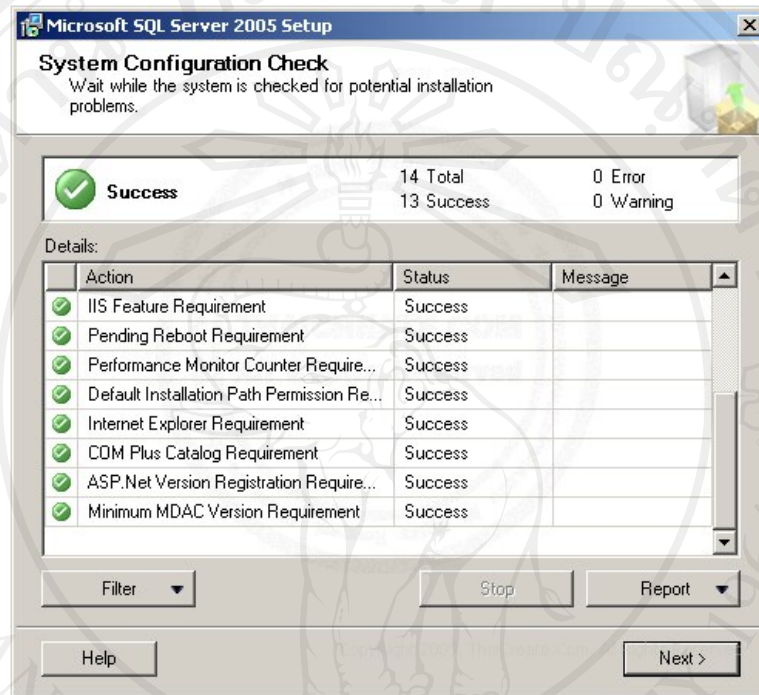 Microsoft SQL Server 2005 Setup
System Configuration Check
Wait while the system is checked for potential installation
problems.
Success
14 Total
0 Error
13 Success
0 Warning
Details:
Action Status Message
IIS Feature Requirement Success
Pending Reboot Requirement Success
Performance Monitor Counter Require... Success
Default Installation Path Permission Re... Success
Internet Explorer Requirement Success
COM Plus Catalog Requirement Success
ASP.Net Version Registration Require... Success
Minimum MDAC Version Requirement Success
Filter Stop Report
Help Next >